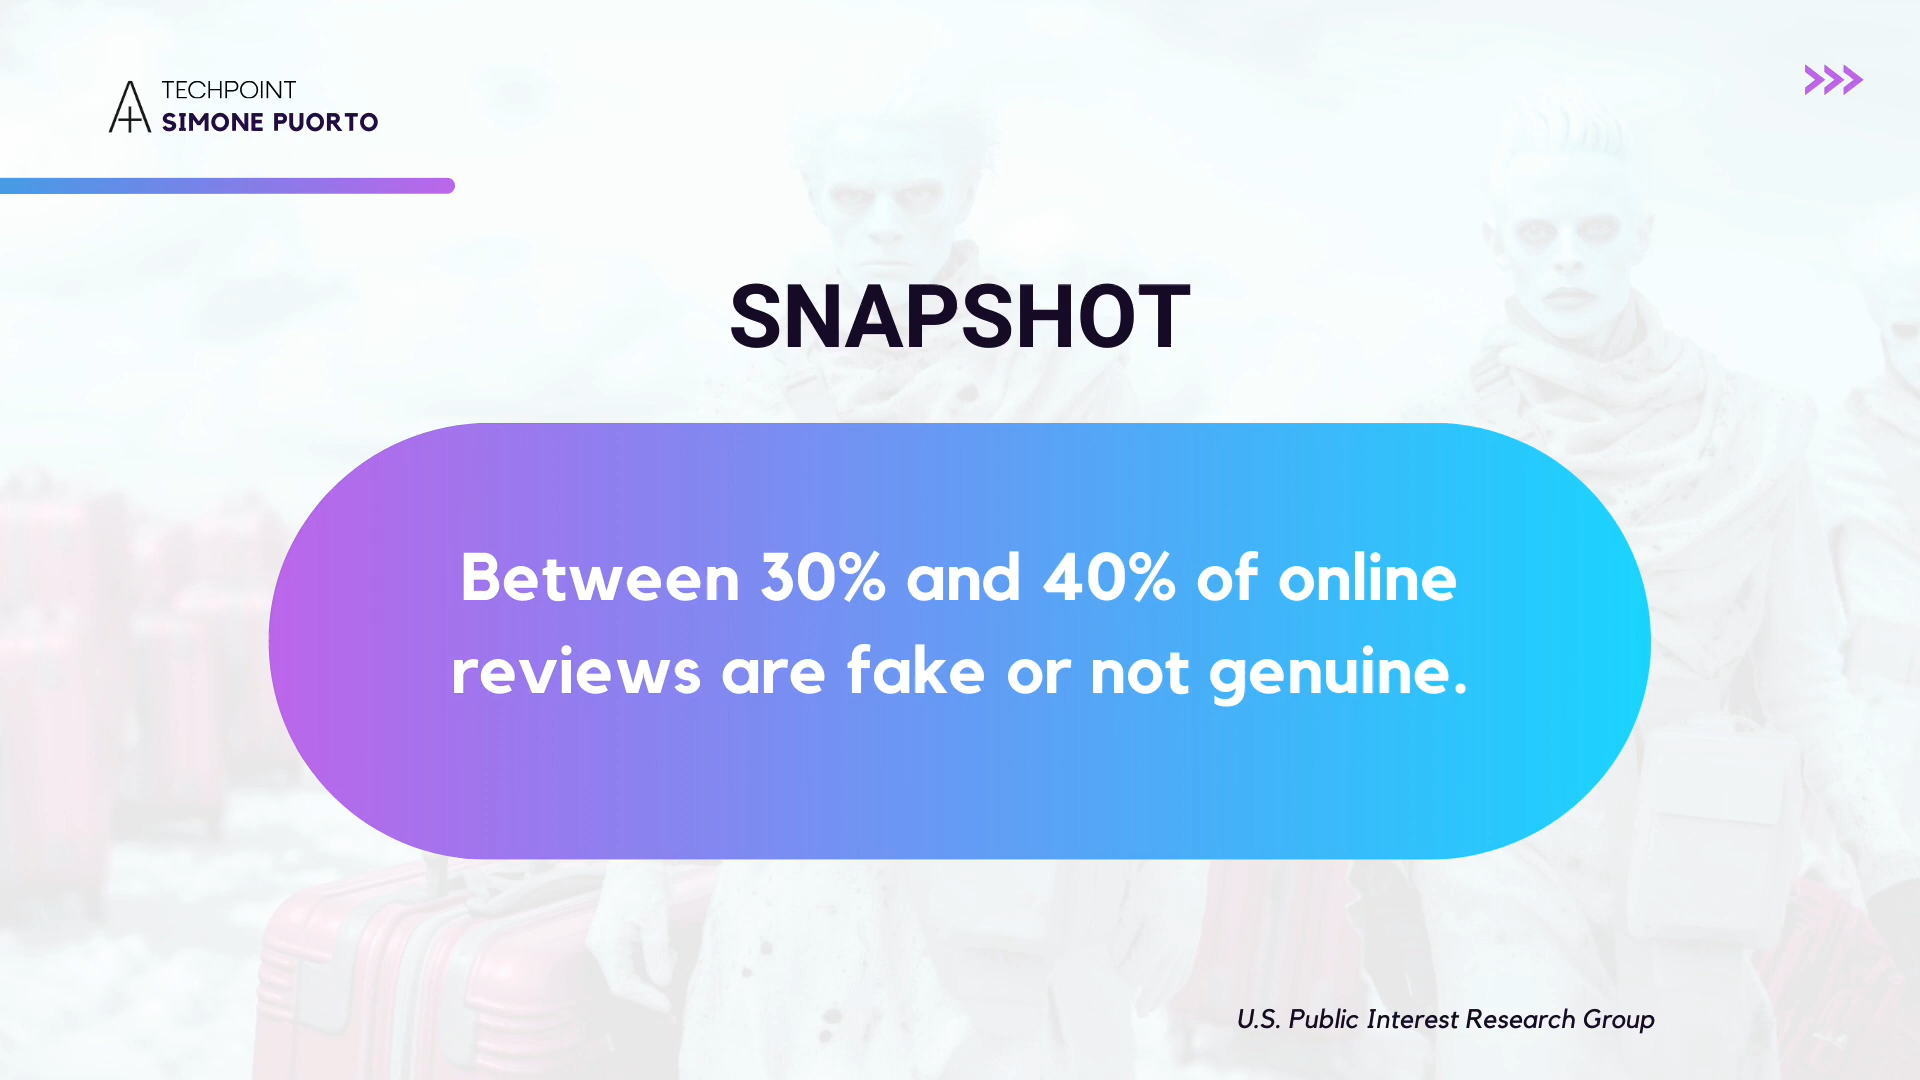 TECHPOINT
SIMONE PUORTO
SNAPSHOT
Between 30% and 40% of online
reviews are fake or not genuine.
U.S. Public Interest Research Group